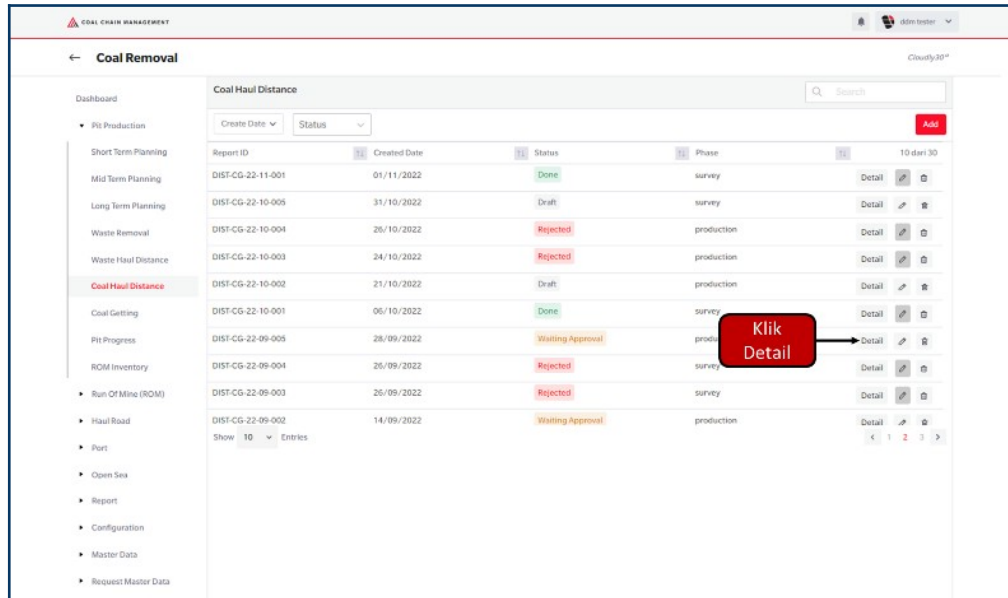 COAL CHAIN MANAGEMENT
ddm tester
← Coal Removal
Cloudly30°
Dashboard
Pit Production
Short Term Planning
Mid Term Planning
Long Term Planning
Waste Removal
Waste Haul Distance
Coal Haul Distance
Coal Getting
Pit Progress
ROM Inventory
Run Of Mine (ROM)
Haul Road
Port
Open Sea
Report
Configuration
Master Data
Request Master Data
Coal Haul Distance
Search
Create Date
Status
Add
Report ID Created Date Status Phase 10 dari 30
DIST-CG-22-11-001 01/11/2022 Done survey Detail
DIST-CG-22-10-005 31/10/2022 Draft survey Detail
DIST-CG-22-10-004 26/10/2022 Rejected production Detail
DIST-CG-22-10-003 24/10/2022 Rejected production Detail
DIST-CG-22-10-002 21/10/2022 Draft production Detail
DIST-CG-22-10-001 06/10/2022 Done survey Detail
DIST-CG-22-09-005 28/09/2022 Waiting Approval produ Detail
DIST-CG-22-09-004 26/09/2022 Rejected survey Detail
DIST-CG-22-09-003 26/09/2022 Rejected survey Detail
DIST-CG-22-09-002 14/09/2022 Waiting Approval production Detail
Klik
Detail
Show 10 Entries
< 1 2 3 >